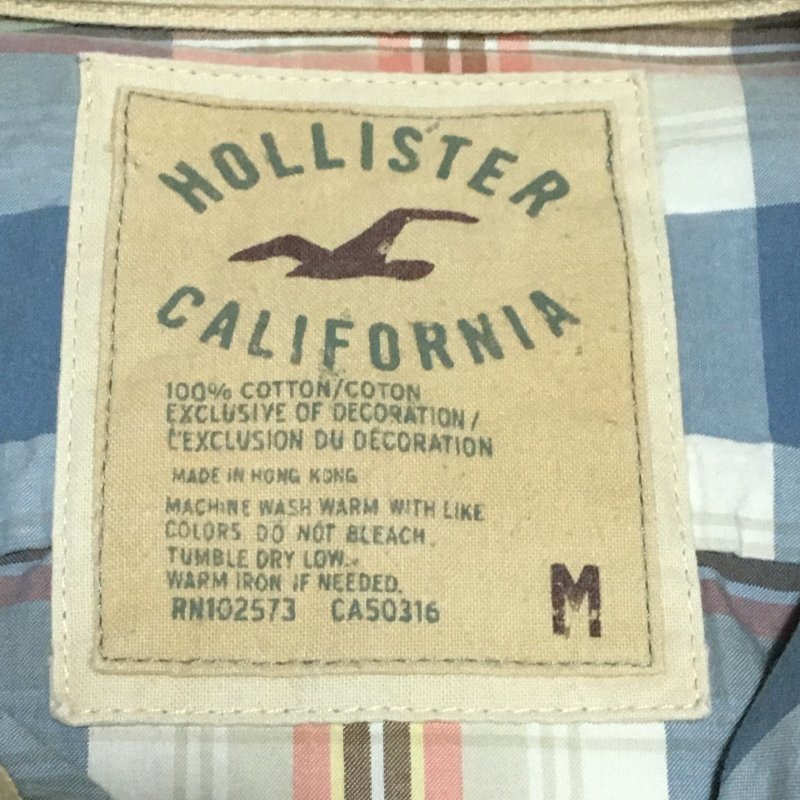 HOLLISTER
CALIFORNIA
100% COTTON/COTON
EXCLUSIVE OF DECORATION/
L'EXCLUSION DU DÉCORATION
MADE IN HONG KONG
MACHINE WASH WARM WITH LIKE
COLORS. DO NOT BLEACH.
TUMBLE DRY LOW.
WARM IRON IF NEEDED.
RN102573 CA50316
M